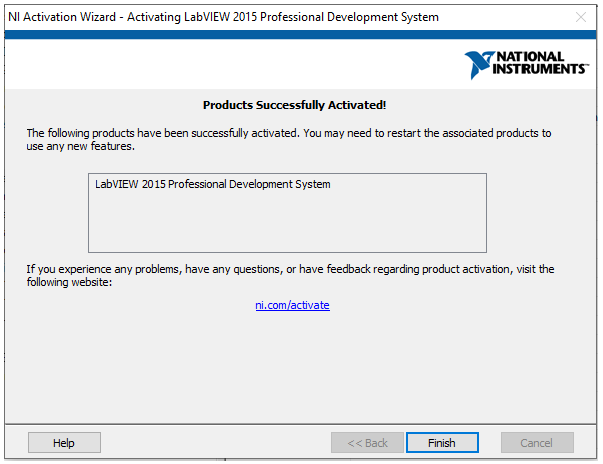 NI Activation Wizard - Activating LabVIEW 2015 Professional Development System
NATIONAL
INSTRUMENTS™
Products Successfully Activated!
The following products have been successfully activated. You may need to restart the associated products to
use any new features.
LabVIEW 2015 Professional Development System
If you experience any problems, have any questions, or have feedback regarding product activation, visit the
following website:
ni.com/activate
Help
<< Back
Finish
Cancel